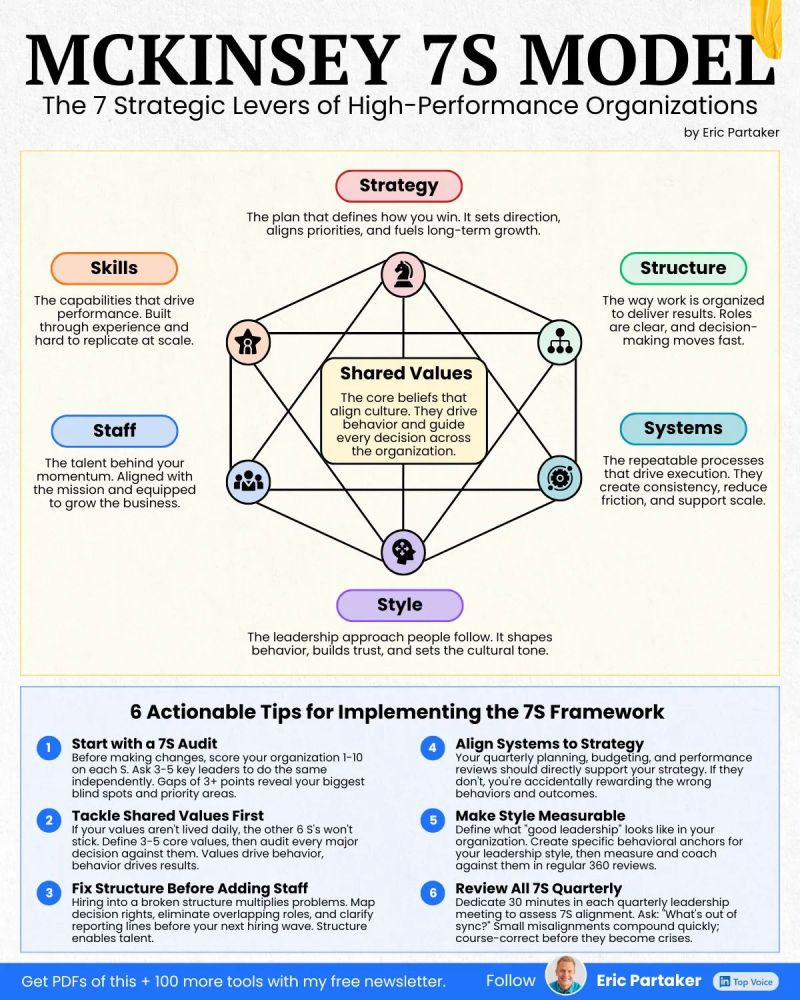 MCKINSEY 7S MODEL
The 7 Strategic Levers of High-Performance Organizations
by Eric Partaker
Strategy
The plan that defines how you win. It sets direction,
aligns priorities, and fuels long-term growth.
Skills
The capabilities that drive
performance. Built
through experience and
hard to replicate at scale.
Structure
The way work is organized
to deliver results. Roles
are clear, and decision-
making moves fast.
Shared Values
The core beliefs that
align culture. They drive
behavior and guide
every decision across
the organization.
Staff
The talent behind your
momentum. Aligned with
the mission and equipped
to grow the business.
Systems
The repeatable processes
that drive execution. They
create consistency, reduce
friction, and support scale.
Style
The leadership approach people follow. It shapes
behavior, builds trust, and sets the cultural tone.
6 Actionable Tips for Implementing the 7S Framework
1
Start with a 7S Audit
Before making changes, score your organization 1-10
on each S. Ask 3-5 key leaders to do the same
independently. Gaps of 3+ points reveal your biggest
blind spots and priority areas.
2
Tackle Shared Values First
If your values aren't lived daily, the other 6 S's won't
stick. Define 3-5 core values, then audit every major
decision against them. Values drive behavior,
behavior drives results.
3
Fix Structure Before Adding Staff
Hiring into a broken structure multiplies problems. Map
decision rights, eliminate overlapping roles, and clarify
reporting lines before your next hiring wave. Structure
enables talent.
4
Align Systems to Strategy
Your quarterly planning, budgeting, and performance
reviews should directly support your strategy. If they
don't, you're accidentally rewarding the wrong
behaviors and outcomes.
5
Make Style Measurable
Define what "good leadership" looks like in your
organization. Create specific behavioral anchors for
your leadership style, then measure and coach
against them in regular 360 reviews.
6
Review All 7S Quarterly
Dedicate 30 minutes in each quarterly leadership
meeting to assess 7S alignment. Ask: "What's out of
sync?" Small misalignments compound quickly;
course-correct before they become crises.
Get PDFs of this + 100 more tools with my free newsletter.
Follow Eric Partaker
in Top Voice